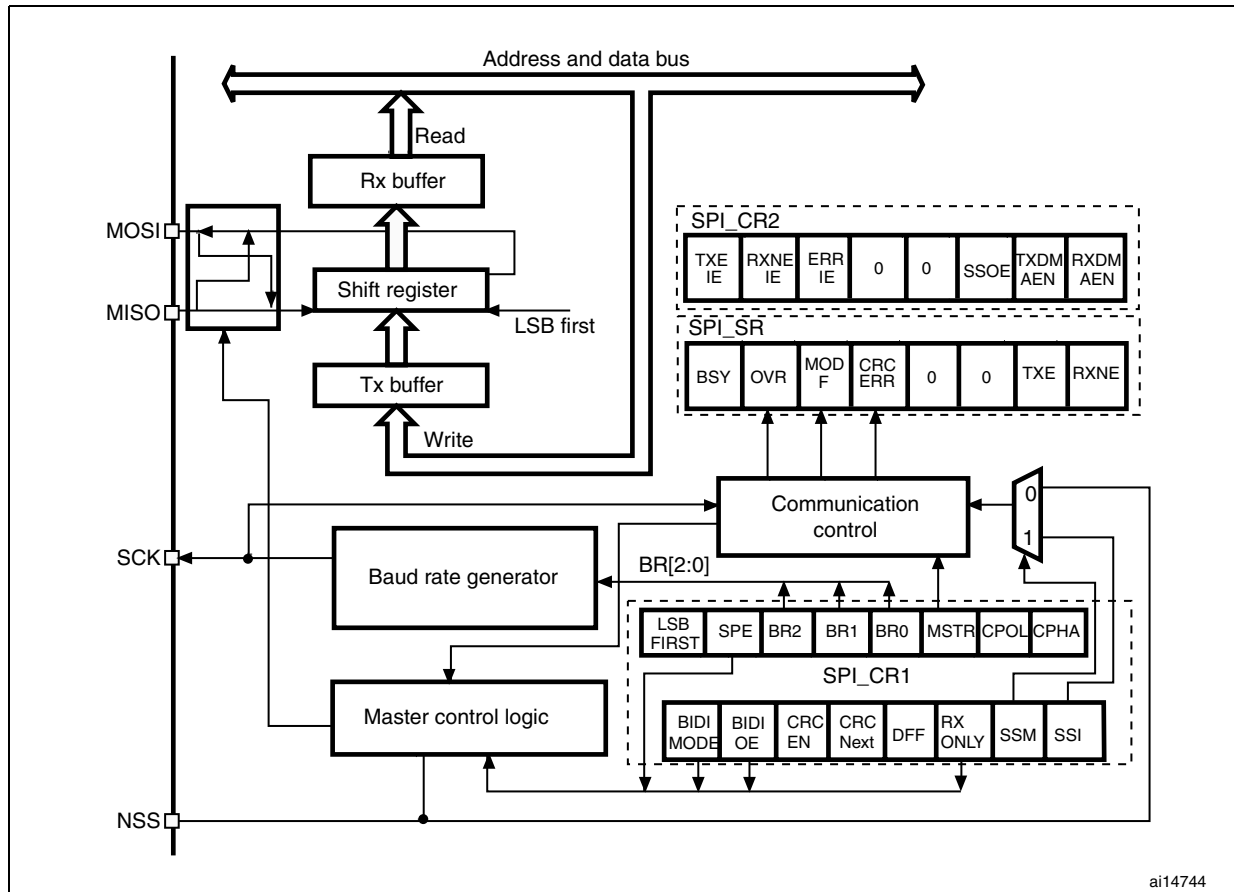 Address and data bus
Read
Rx buffer
MOSI
SPI_CR2
TXE IE
RXNE IE
ERR IE
0
0
SSOE
TXDM AEN
RXDM AEN
Shift register
MISO
LSB first
SPI_SR
BSY
OVR
MOD F
CRC ERR
0
0
TXE
RXNE
Tx buffer
Write
Communication control
0
1
SCK
Baud rate generator
BR[2:0]
LSB FIRST
SPE
BR2
BR1
BR0
MSTR
CPOL
CPHA
SPI_CR1
Master control logic
BIDI MODE
BIDI OE
CRC EN
CRC Next
DFF
RX ONLY
SSM
SSI
NSS
ai14744